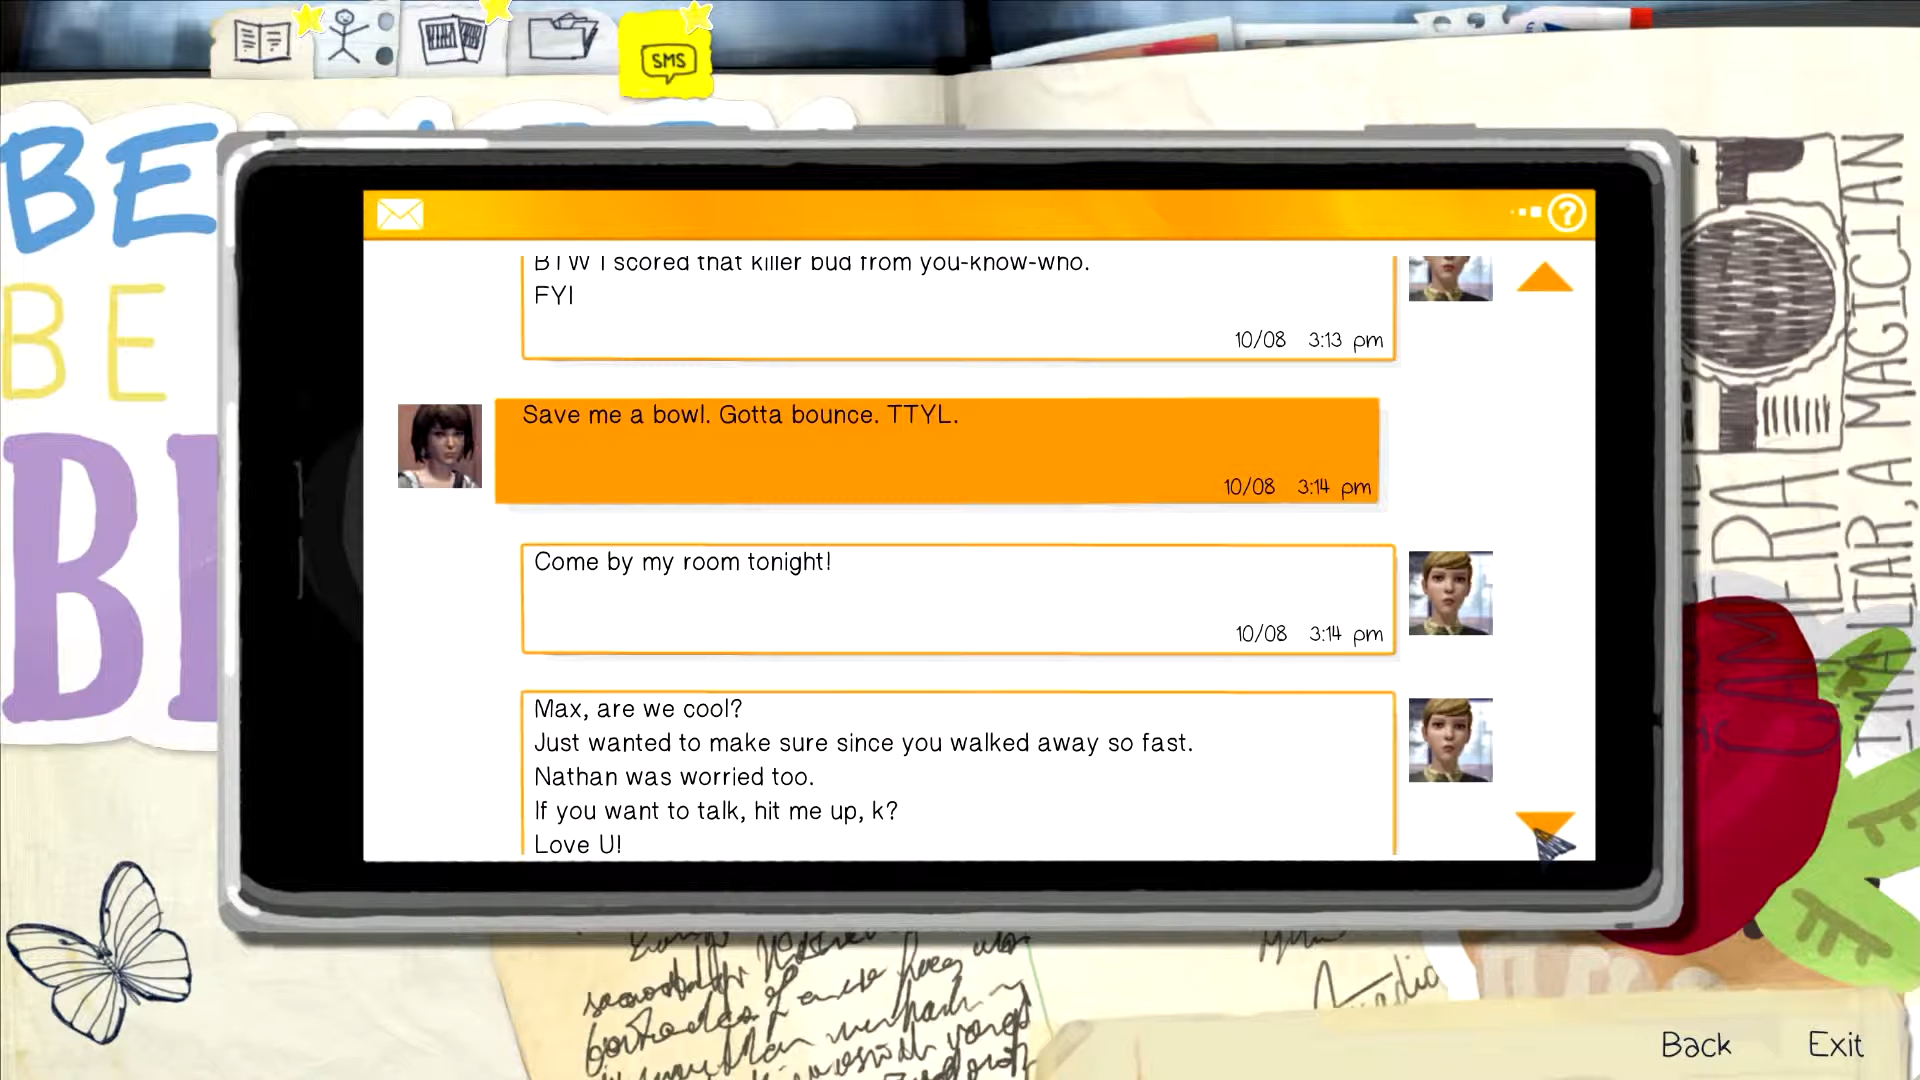 SMS
BE
BE
BTW I scored that killer bud from you-know-who.
FYI
10/08 3:13 pm
Save me a bowl. Gotta bounce. TTYL.
10/08 3:14 pm
Come by my room tonight!
10/08 3:14 pm
Max, are we cool?
Just wanted to make sure since you walked away so fast.
Nathan was worried too.
If you want to talk, hit me up, k?
Love U!
?
LIAR, A MAGICIAN
Back
Exit